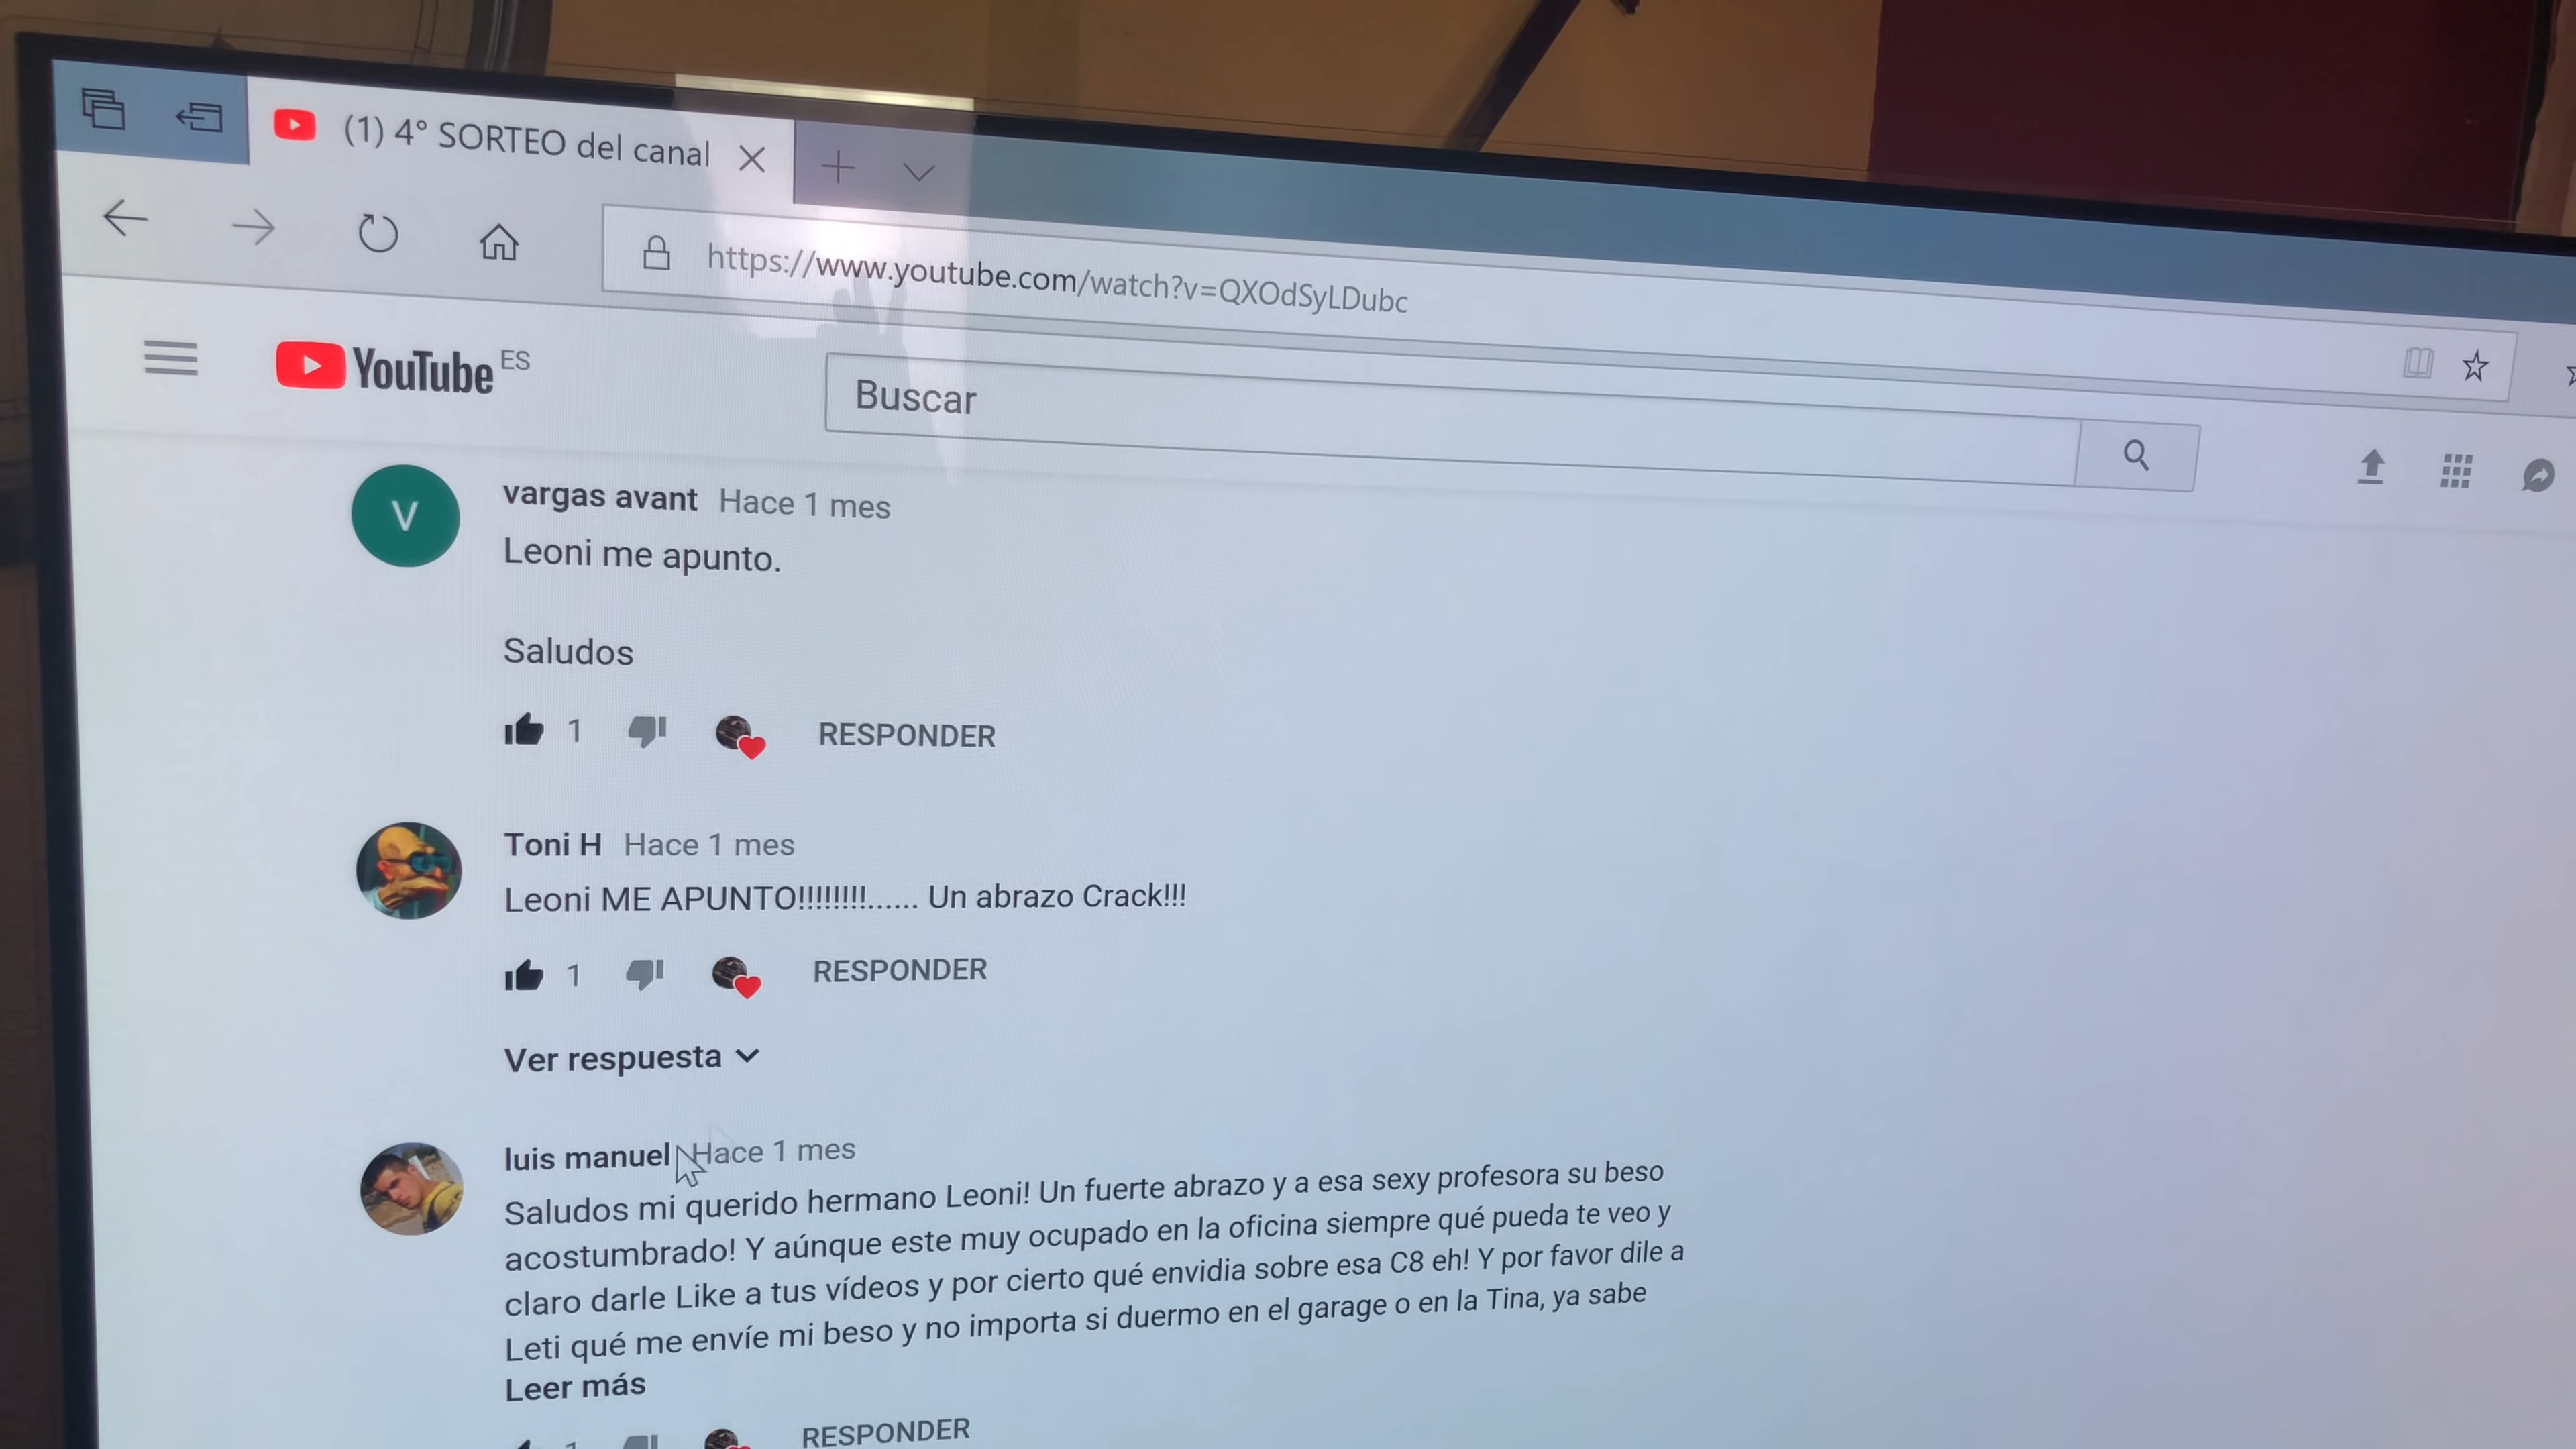 (1) 4° SORTEO del canal
https://www.youtube.com/watch?v=QXOdSyLDubc
YouTube ES
Buscar
V
vargas avant Hace 1 mes
Leoni me apunto.
Saludos
1 RESPONDER
Toni H Hace 1 mes
Leoni ME APUNTO!!!!!!!!!...... Un abrazo Crack!!!
1 RESPONDER
Ver respuesta
luis manuel Hace 1 mes
Saludos mi querido hermano Leoni! Un fuerte abrazo y a esa sexy profesora su beso
acostumbrado! Y aúnque este muy ocupado en la oficina siempre qué pueda te veo y
claro darle Like a tus vídeos y por cierto qué envidia sobre esa C8 eh! Y por favor dile a
Leti qué me envíe mi beso y no importa si duermo en el garage o en la Tina, ya sabe
Leer más
1 RESPONDER